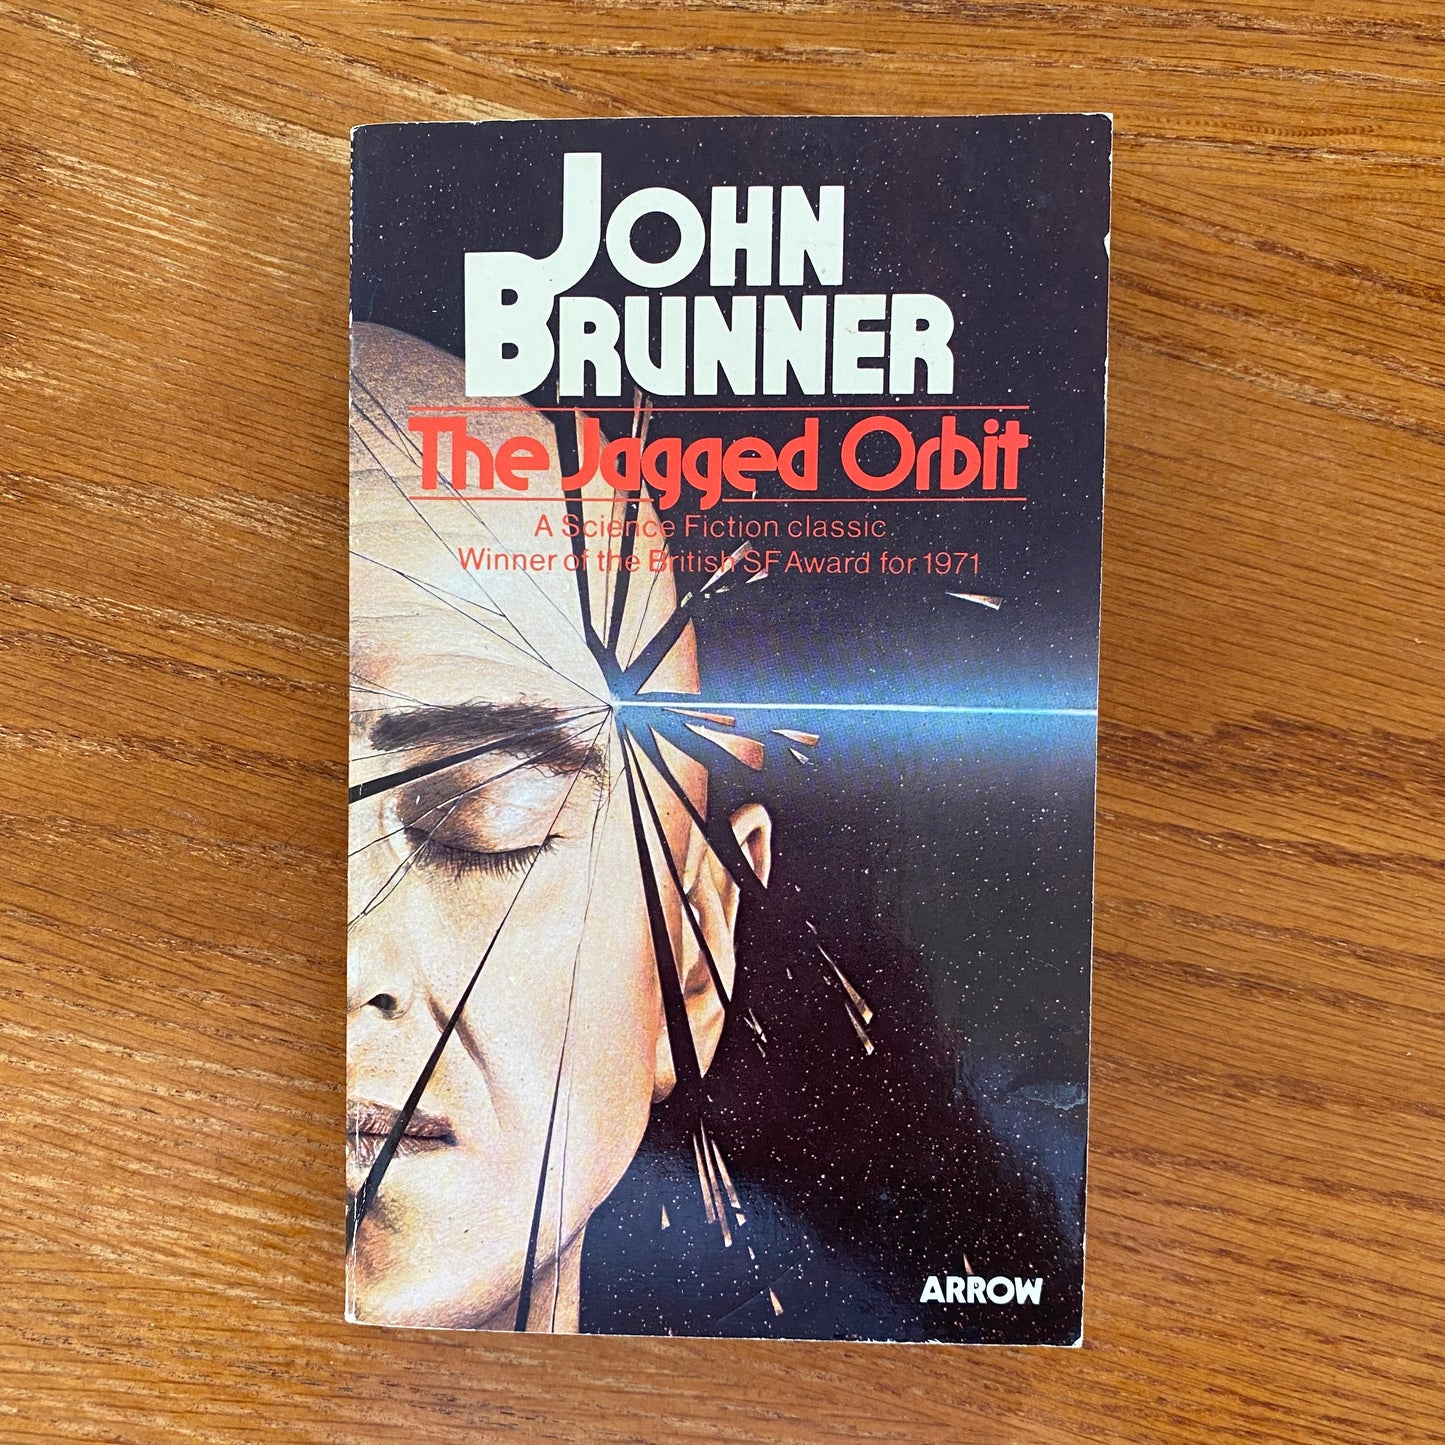 JOHN
BRUNNER
The Jagged Orbit
A Science Fiction classic
Winner of the British SF Award for 1971
ARROW